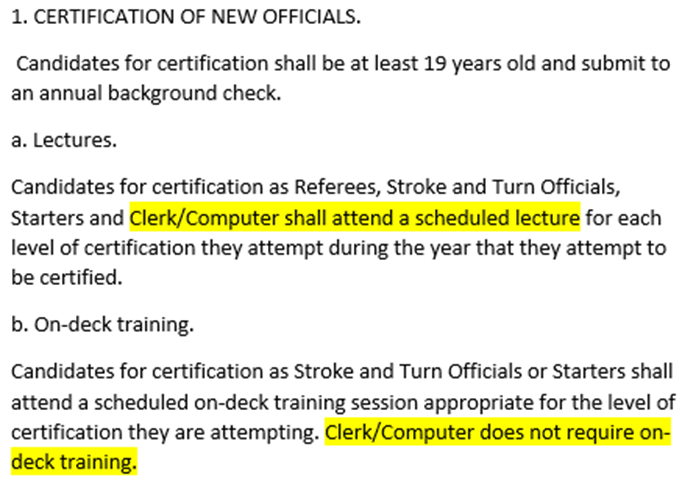 1. CERTIFICATION OF NEW OFFICIALS.
Candidates for certification shall be at least 19 years old and submit to
an annual background check.
a. Lectures.
Candidates for certification as Referees, Stroke and Turn Officials,
Starters and Clerk/Computer shall attend a scheduled lecture for each
level of certification they attempt during the year that they attempt to
be certified.
b. On-deck training.
Candidates for certification as Stroke and Turn Officials or Starters shall
attend a scheduled on-deck training session appropriate for the level of
certification they are attempting. Clerk/Computer does not require on-
deck training.